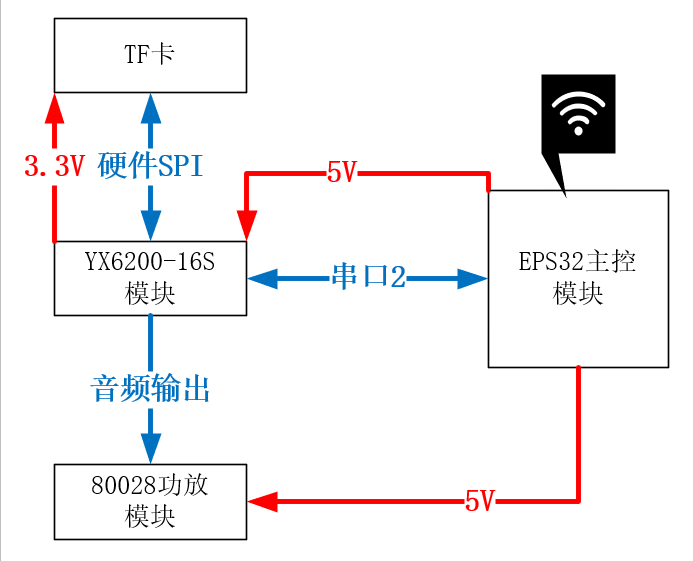 TF卡
3.3V
硬件SPI
5V
YX6200-16S
模块
串口2
EPS32主控
模块
音频输出
80028功放
模块
5V